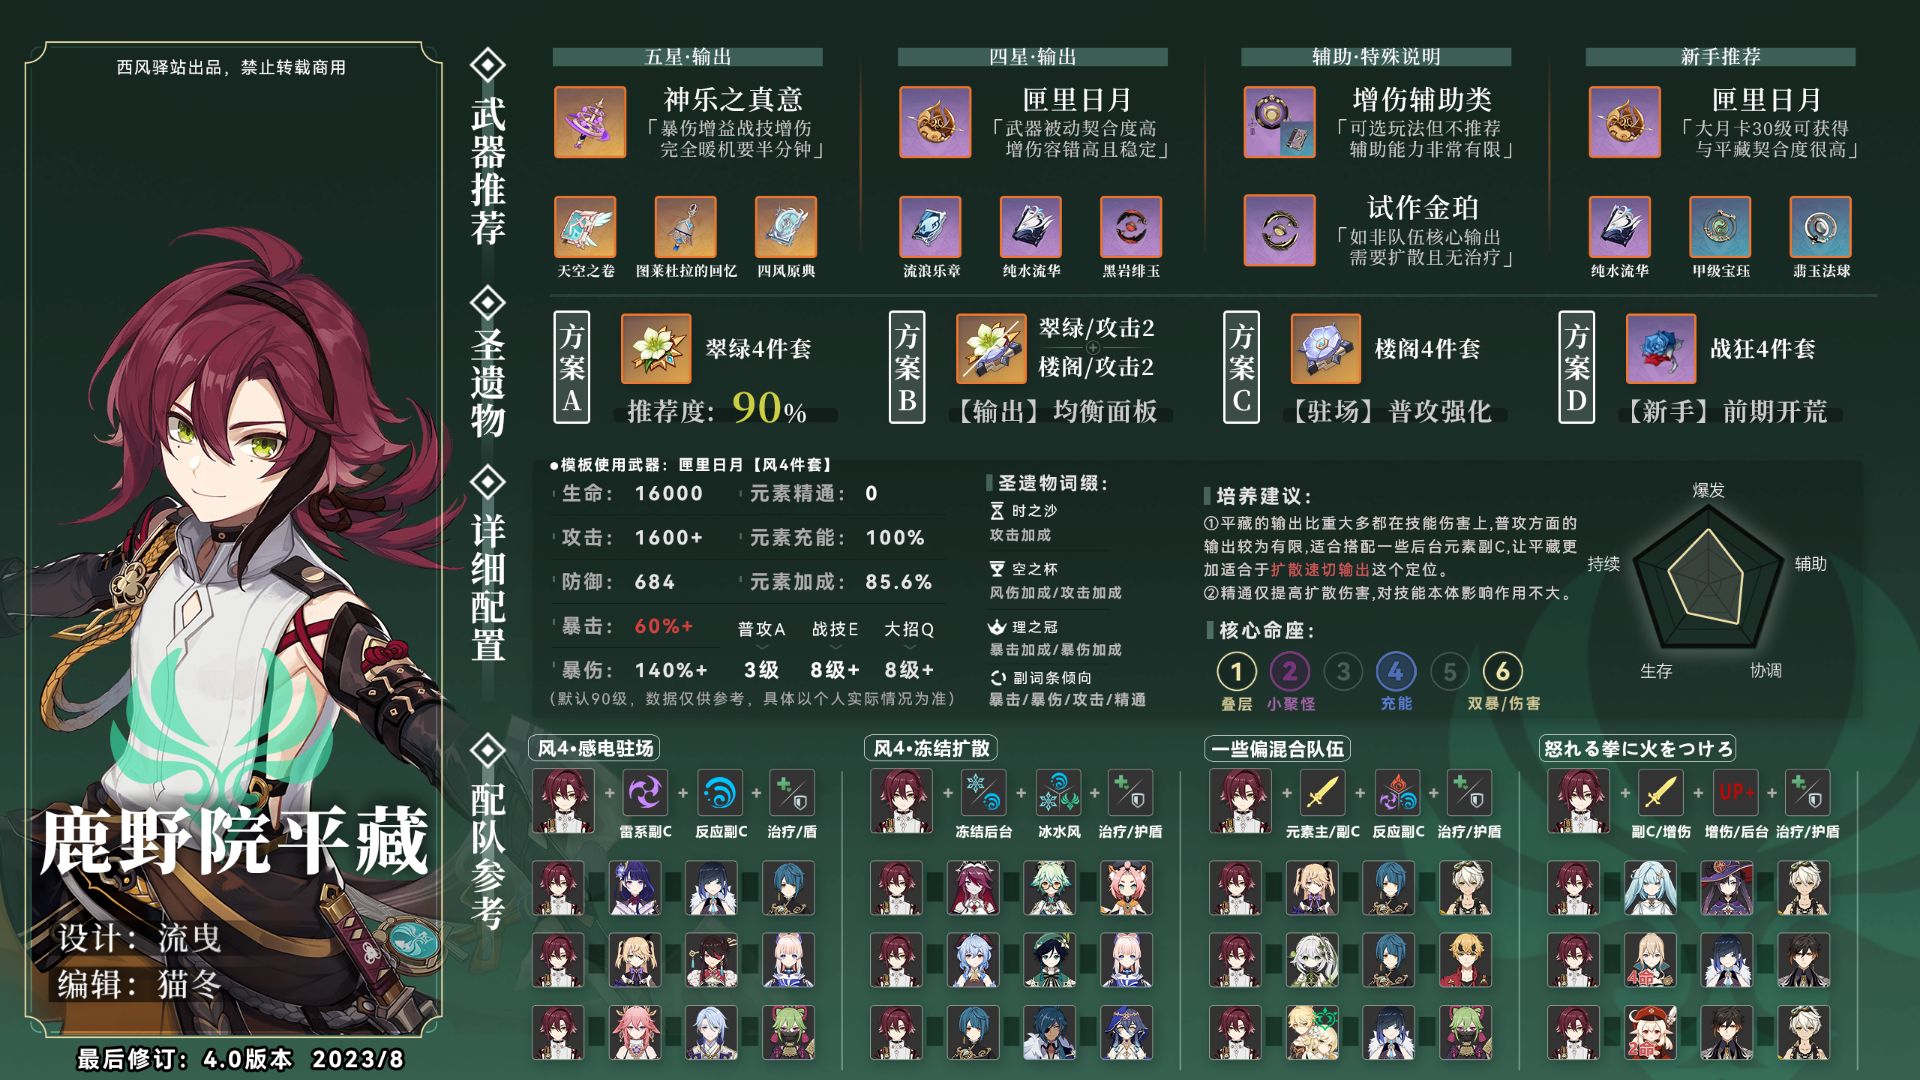 西风驿站出品，禁止转载商用
鹿野院平藏
设计：流曳
编辑：猫冬
最后修订：4.0版本 2023/8
武器推荐
五星·输出
神乐之真意
「暴伤增益战技增伤
完全暖机要半分钟」
天空之卷
图莱杜拉的回忆
四风原典
四星·输出
匣里日月
「武器被动契合度高
增伤容错高且稳定」
流浪乐章
纯水流华
黑岩绯玉
辅助·特殊说明
增伤辅助类
「可选玩法但不推荐
辅助能力非常有限」
试作金珀
「如非队伍核心输出
需要扩散且无治疗」
新手推荐
匣里日月
「大月卡30级可获得
与平藏契合度很高」
纯水流华
甲级宝珏
翡玉法球
圣遗物
方案A
翠绿4件套
推荐度：90%
方案B
翠绿/攻击2
楼阁/攻击2
【输出】均衡面板
方案C
楼阁4件套
【驻场】普攻强化
方案D
战狂4件套
【新手】前期开荒
详细配置
●模板使用武器：匣里日月【风4件套】
生命：16000
元素精通：0
攻击：1600+
元素充能：100%
防御：684
元素加成：85.6%
暴击：60%+
普攻A 战技E 大招Q
暴伤：140%+
3级 8级+ 8级+
(默认90级，数据仅供参考，具体以个人实际情况为准)
圣遗物词缀：
时之沙
攻击加成
空之杯
风伤加成/攻击加成
理之冠
暴击加成/暴伤加成
副词条倾向
暴击/暴伤/攻击/精通
培养建议：
①平藏的输出比重大多都在技能伤害上,普攻方面的
输出较为有限,适合搭配一些后台元素副C,让平藏更
加适合于扩散速切输出这个定位。
②精通仅提高扩散伤害,对技能本体影响作用不大。
核心命座：
1 2 3 4 5 6
叠层 小聚怪 充能 双暴/伤害
爆发
持续
辅助
生存
协调
配队参考
风4•感电驻场
雷系副C 反应副C 治疗/盾
风4•冻结扩散
冻结后台 冰水风 治疗/护盾
一些偏混合队伍
元素主/副C 反应副C 治疗/护盾
怒れる拳に火をつけろ
UP+
副C/增伤 增伤/后台 治疗/护盾
4命
2命